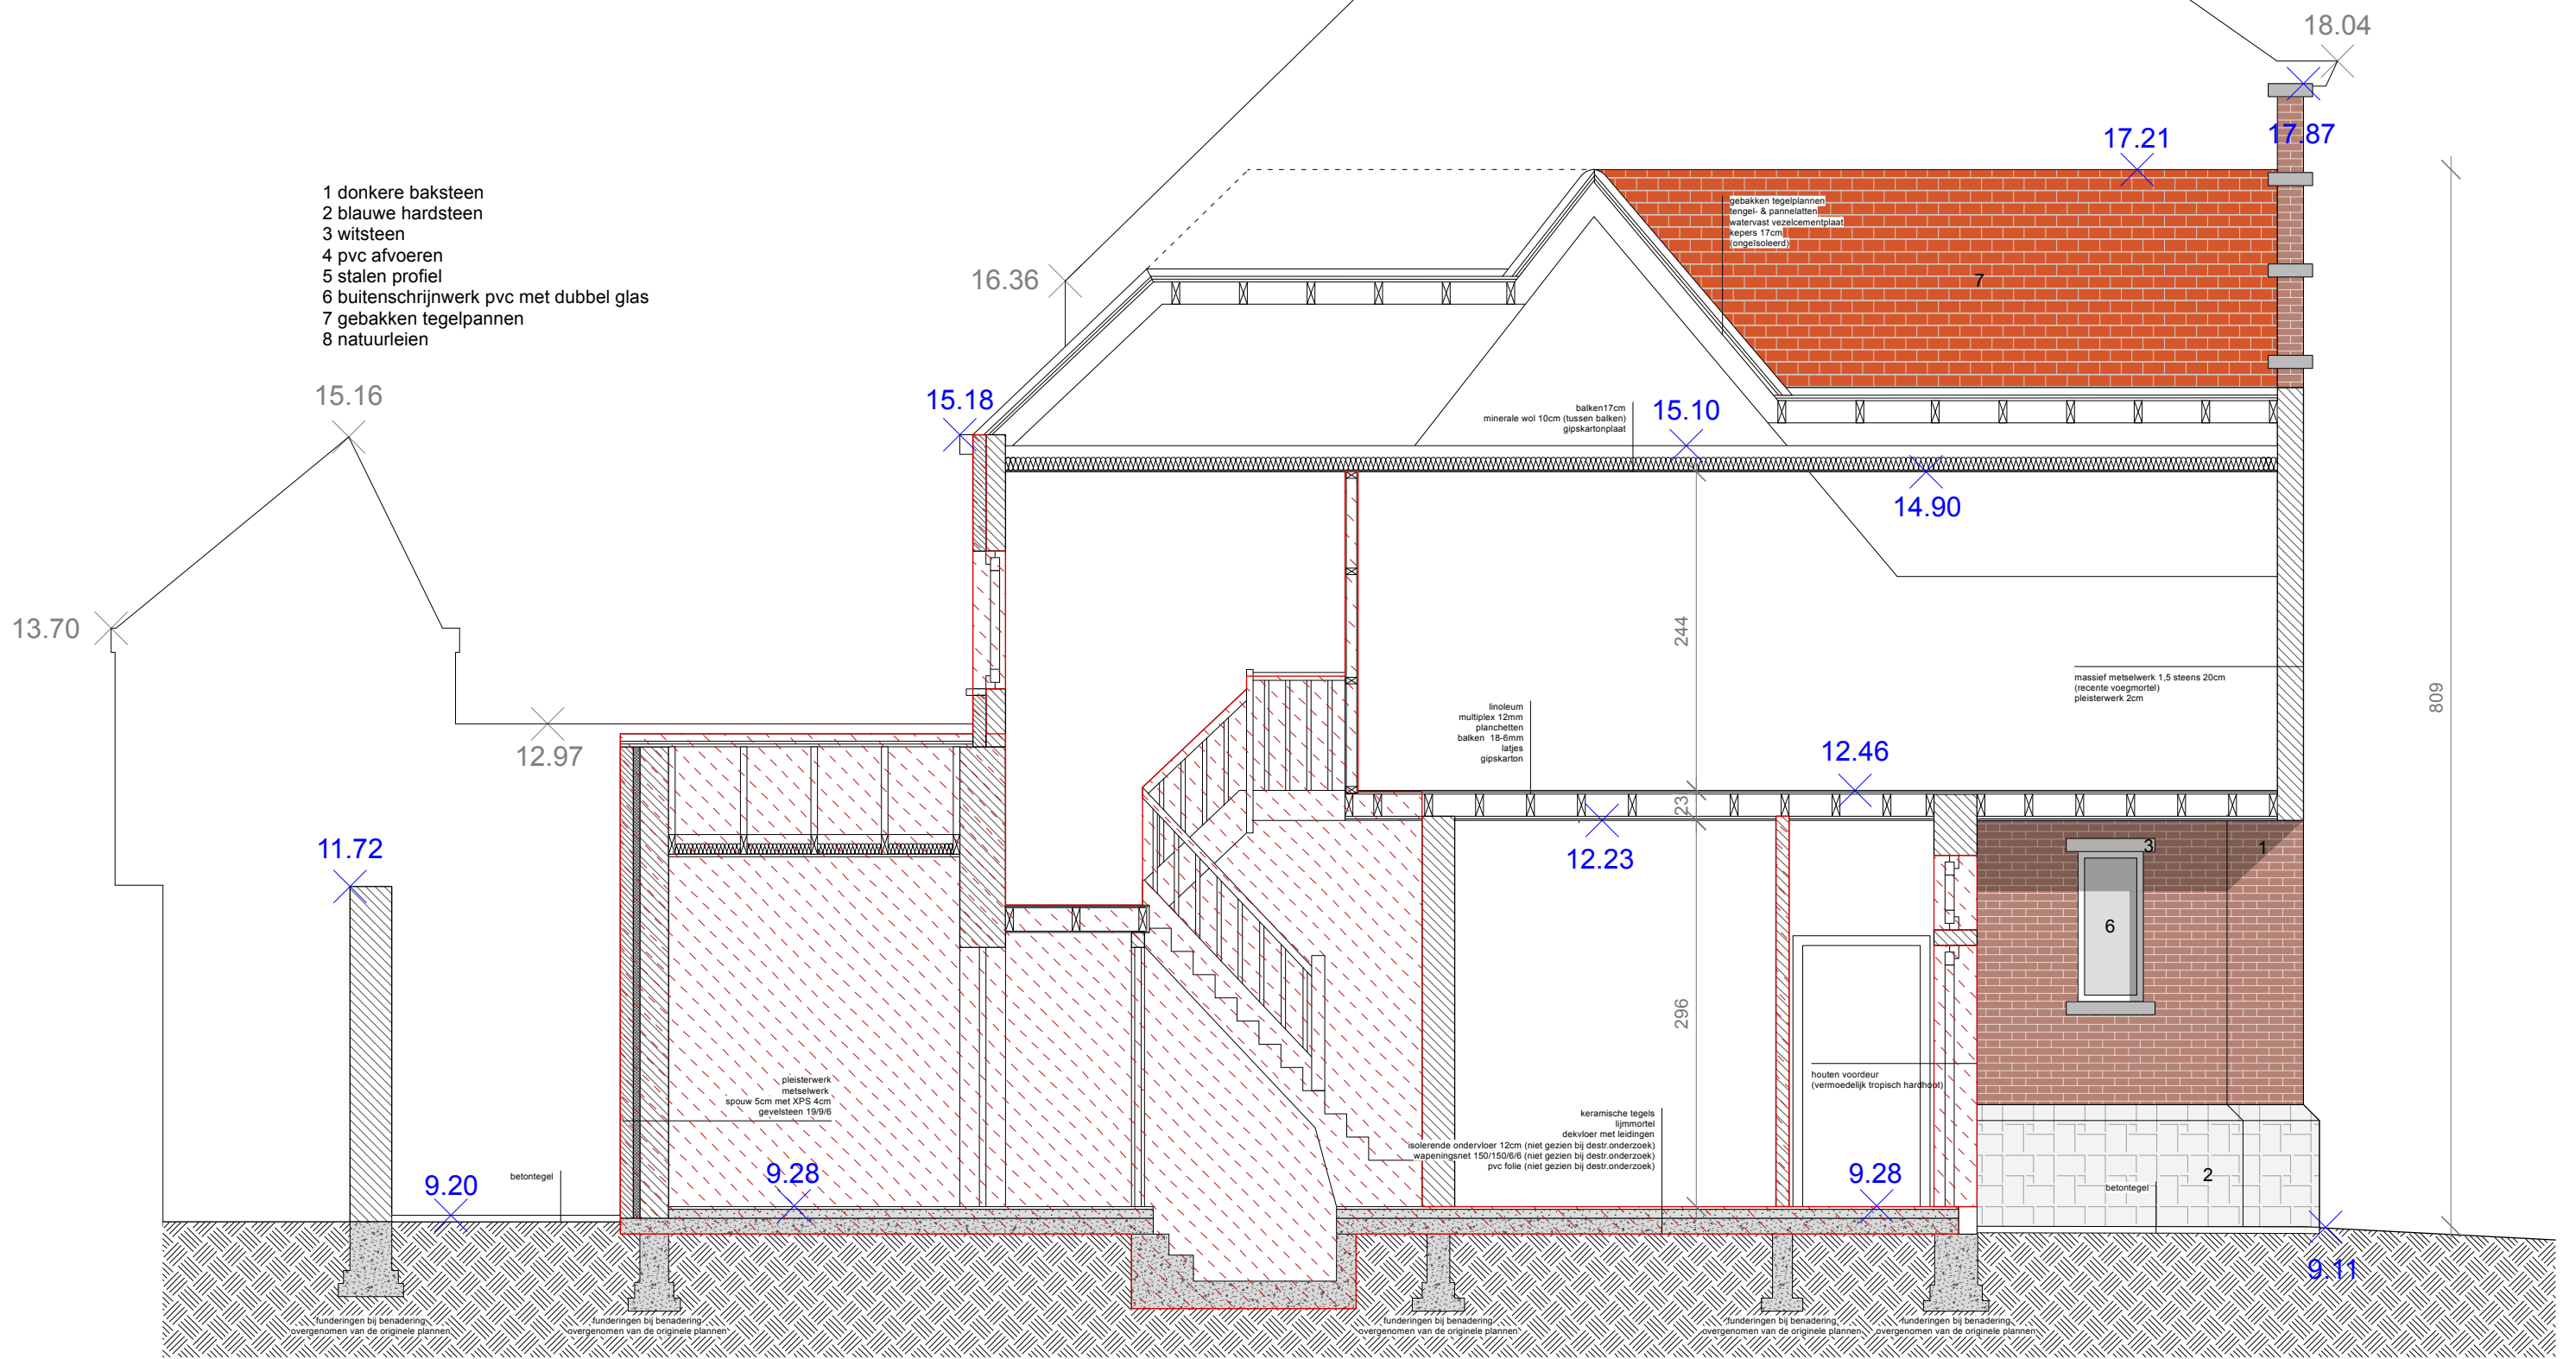 18.04
17.87
17.21
1 donkere baksteen
2 blauwe hardsteen
3 witsteen
4 pvc afvoeren
5 stalen profiel
6 buitenschrijnwerk pvc met dubbel glas
7 gebakken tegelpannen
8 natuurleien
gebakken tegelplannen
tengel- & pannelatten
watervast vezelcementplaat
kepers 17cm
(ongeïsoleerd)
7
16.36
15.16
15.18
balken17cm
minerale wol 10cm (tussen balken)
gipskartonplaat
15.10
14.90
13.70
244
massief metselwerk 1,5 steens 20cm
(recente voegmortel)
pleisterwerk 2cm
809
linoleum
multiplex 12mm
planchetten
balken 18-6mm
latjes
gipskarton
12.97
12.46
23
12.23
11.72
3
1
6
296
houten voordeur
(vermoedelijk tropisch hardhoot)
pleisterwerk
metselwerk
spouw 5cm met XPS 4cm
gevelsteen 19/9/6
keramische tegels
lijmmortel
dekvloer met leidingen
isolerende ondervloer 12cm (niet gezien bij destr.onderzoek)
wapeningsnet 150/150/6/6 (niet gezien bij destr.onderzoek)
pvc folie (niet gezien bij destr.onderzoek)
9.20
betontegel
9.28
9.28
2
betontegel
9.11
funderingen bij benadering
overgenomen van de originele plannen
funderingen bij benadering
overgenomen van de originele plannen
funderingen bij benadering
overgenomen van de originele plannen
funderingen bij benadering
overgenomen van de originele plannen
funderingen bij benadering
overgenomen van de originele plannen